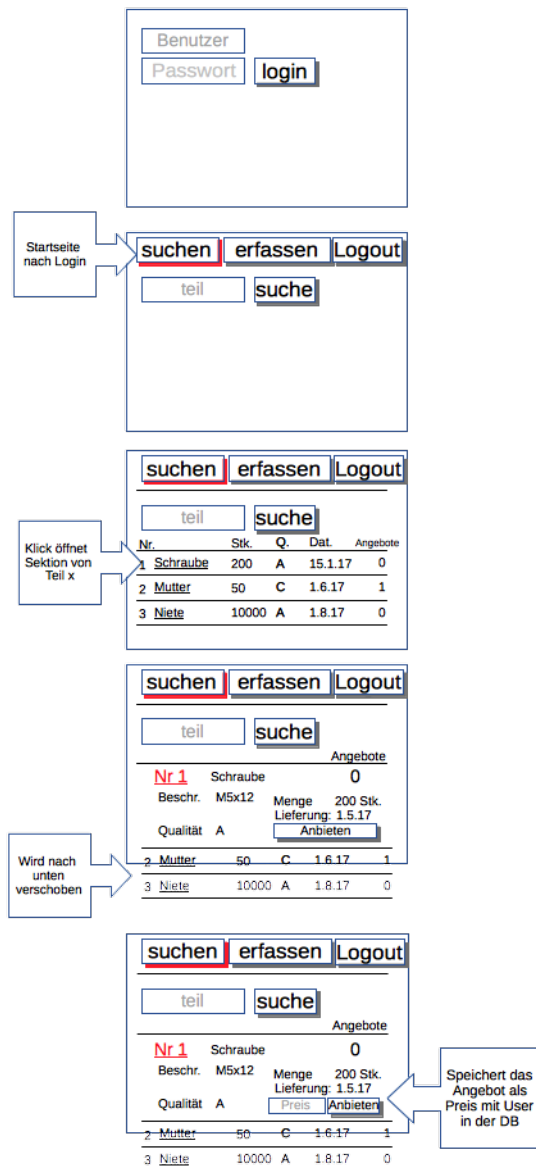 Benutzer
Passwort login
Startseite
nach Login
suchen erfassen Logout
teil suche
suchen erfassen Logout
teil suche
Klick öffnet
Sektion von
Teil x
Nr. Stk. Q. Dat. Angebote
1 Schraube 200 A 15.1.17 0
2 Mutter 50 C 1.6.17 1
3 Niete 10000 A 1.8.17 0
suchen erfassen Logout
teil suche
Angebote
Nr 1 Schraube 0
Beschr. M5x12 Menge 200 Stk.
Lieferung: 1.5.17
Qualität A Anbieten
Wird nach
unten
verschoben
2 Mutter 50 C 1.6.17 1
3 Niete 10000 A 1.8.17 0
suchen erfassen Logout
teil suche
Angebote
Nr 1 Schraube 0
Beschr. M5x12 Menge 200 Stk.
Lieferung: 1.5.17
Qualität A Preis Anbieten
Speichert das
Angebot als
Preis mit User
in der DB
2 Mutter 50 C 1.6.17 1
3 Niete 10000 A 1.8.17 0